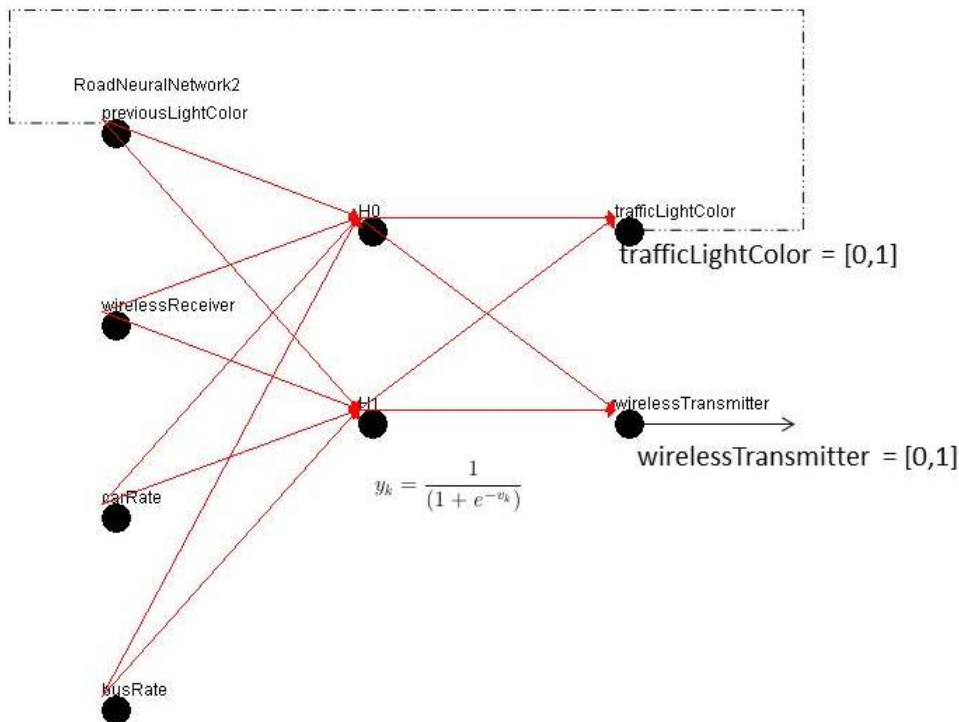 RoadNeuralNetwork2
previousLightColor
H0
trafficLightColor
trafficLightColor = [0,1]
wirelessReceiver
H1
wirelessTransmitter
wirelessTransmitter = [0,1]
y_k = 1 / (1 + e^{-v_k})
carRate
busRate